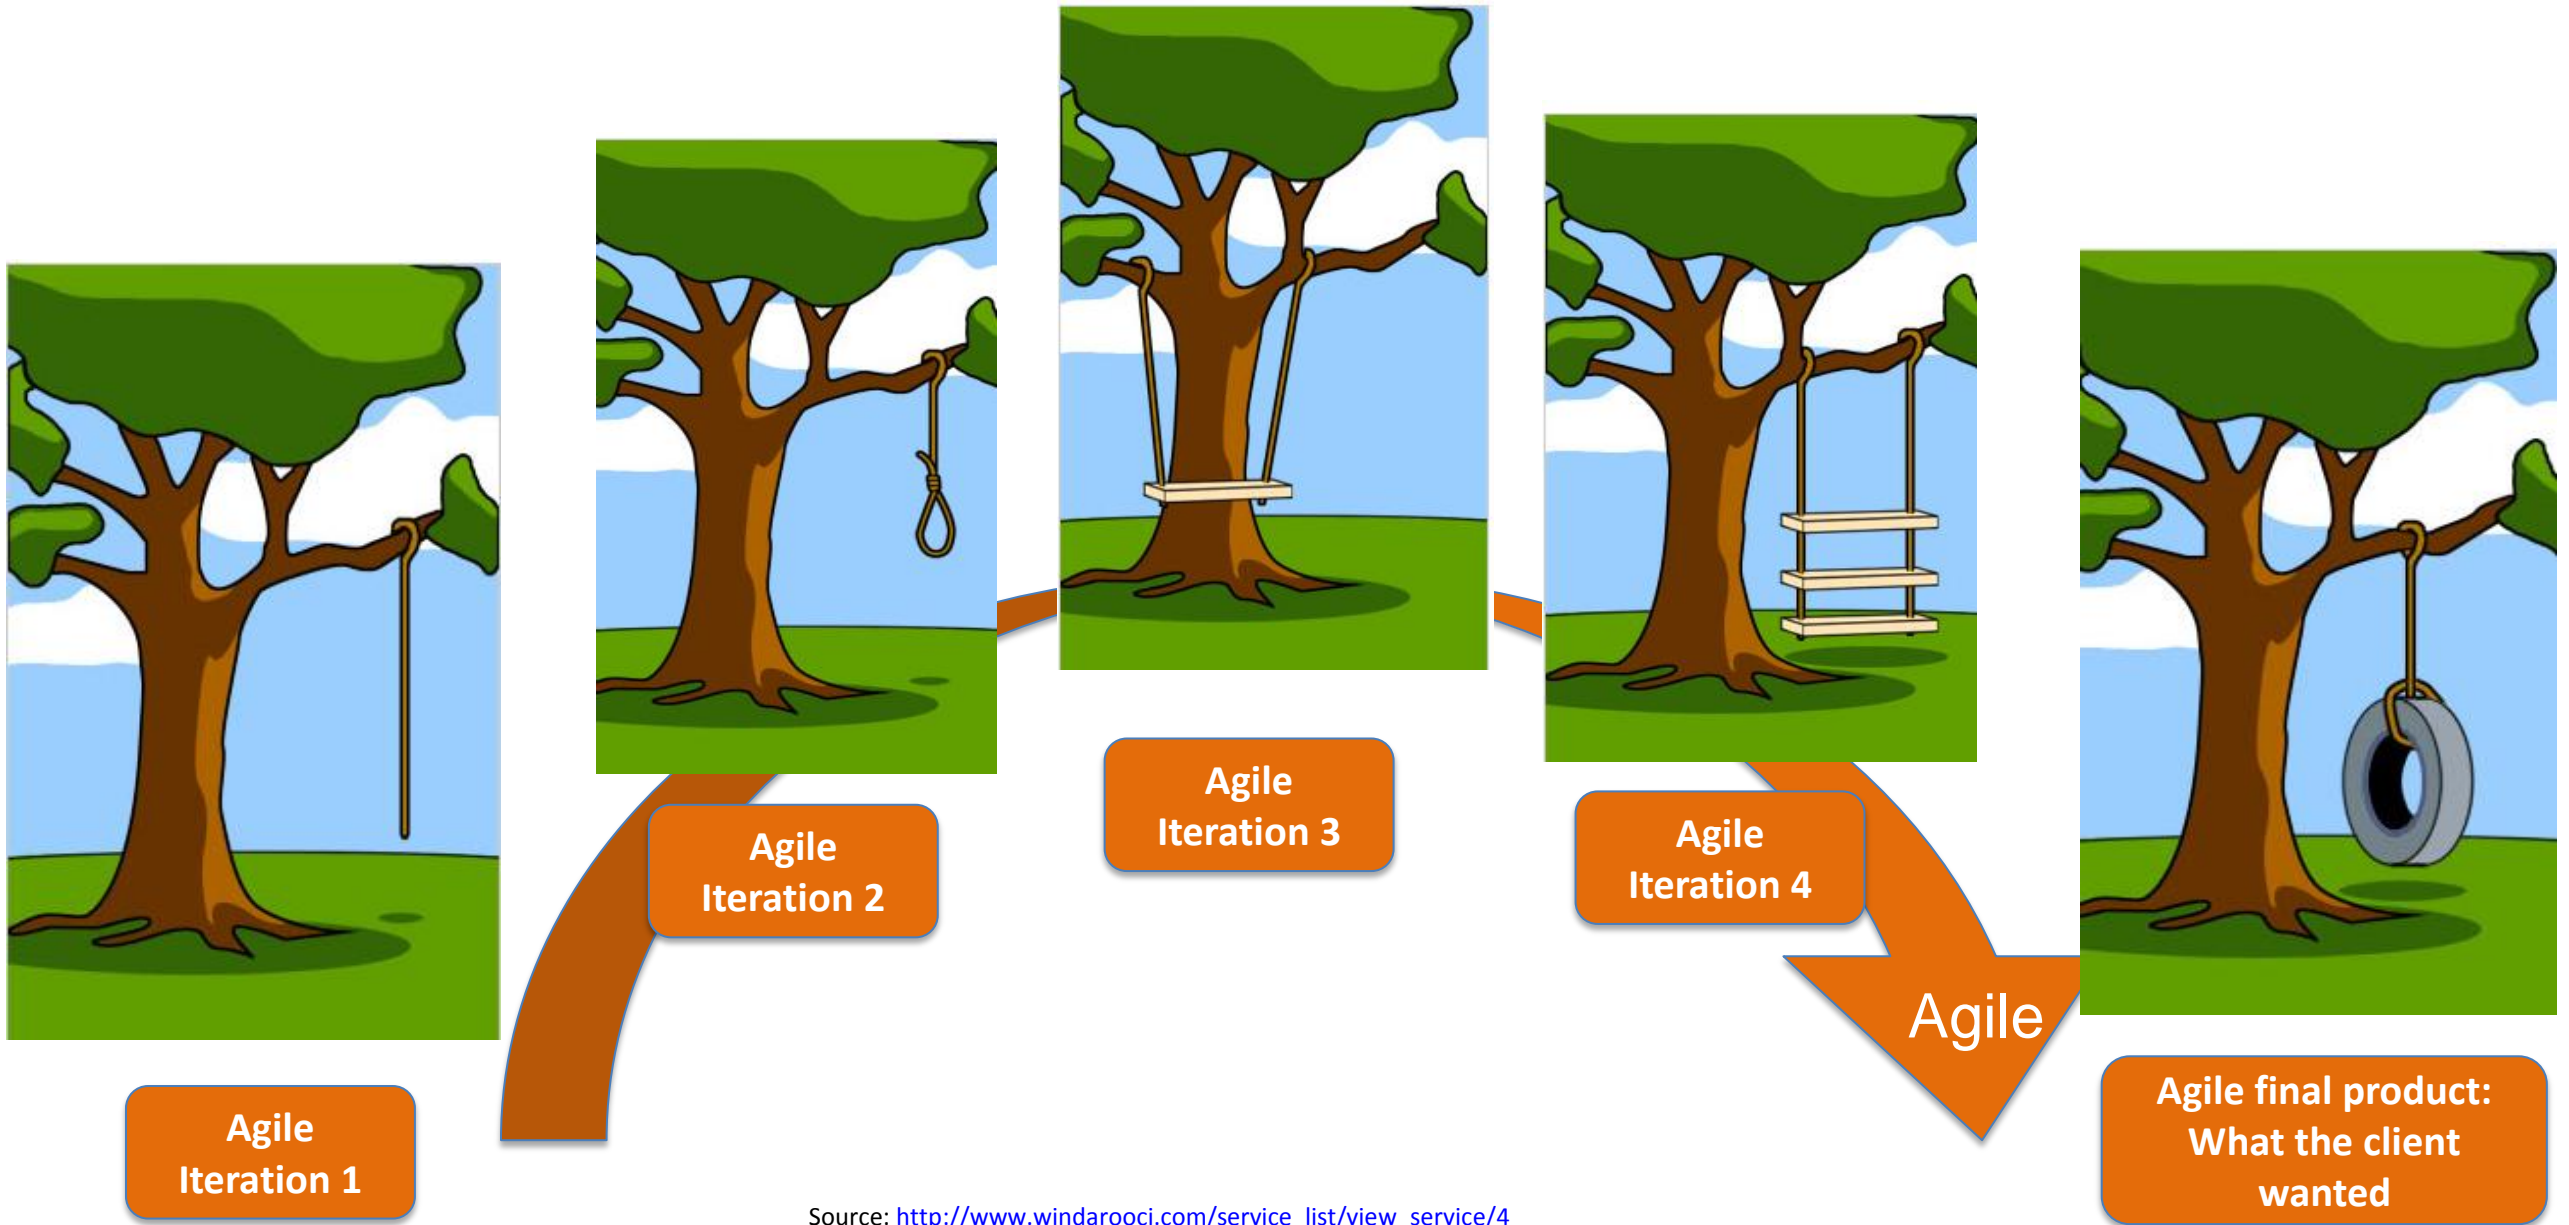 Agile
Iteration 1
Agile
Iteration 2
Agile
Iteration 3
Agile
Iteration 4
Agile
Agile final product:
What the client
wanted
Source: http://www.windarooci.com/service_list/view_service/4